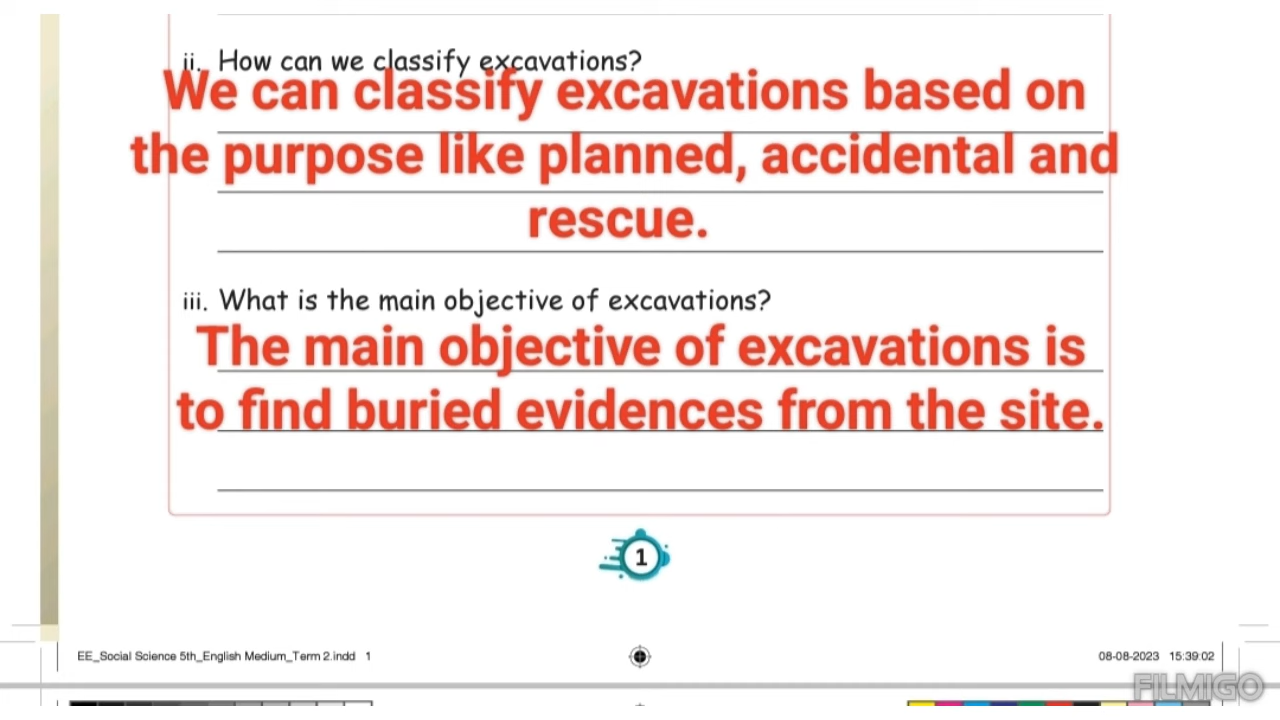 ii. How can we classify excavations?
We can classify excavations based on
the purpose like planned, accidental and
rescue.
iii. What is the main objective of excavations?
The main objective of excavations is
to find buried evidences from the site.
1
EE_Social Science 5th_English Medium_Term 2.indd 1
08-08-2023 15:39:02
FILMIGO